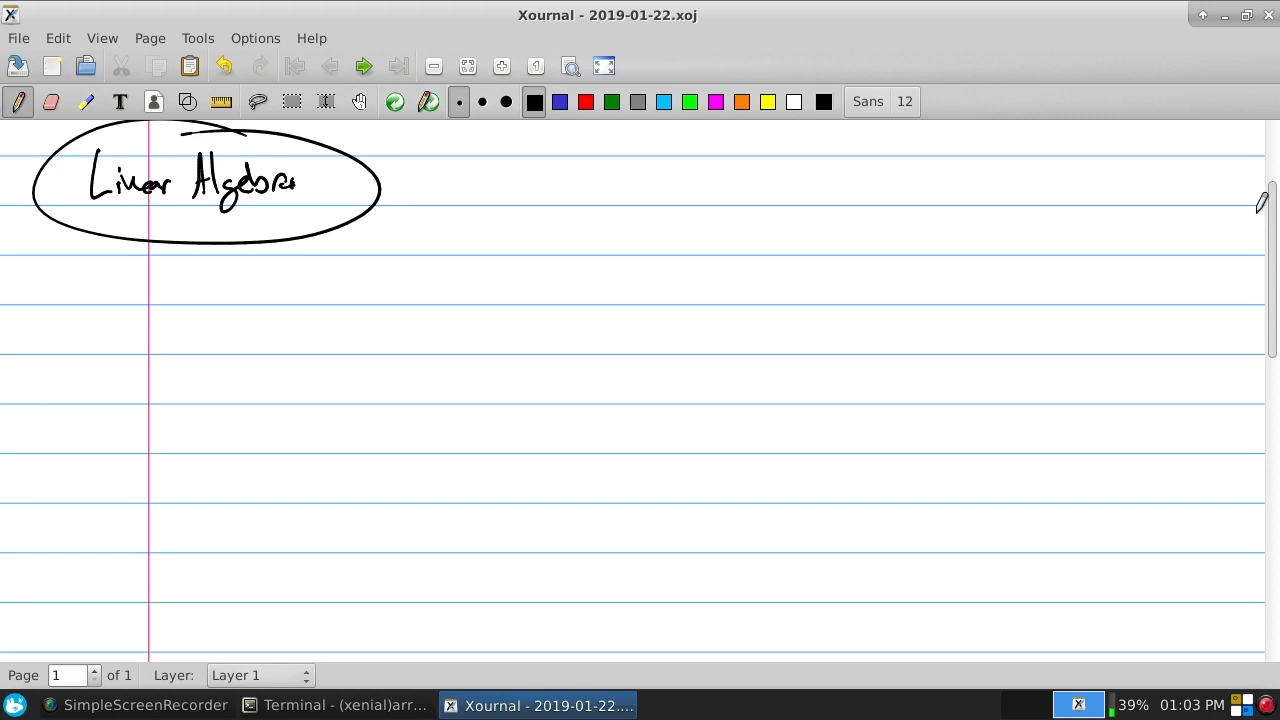 Xournal - 2019-01-22.xoj
File Edit View Page Tools Options Help
T Sans 12
Linear Algebra
Page 1 of 1 Layer: Layer 1
SimpleScreenRecorder Terminal - (xenial)arr... Xournal - 2019-01-22.... 39% 01:03 PM